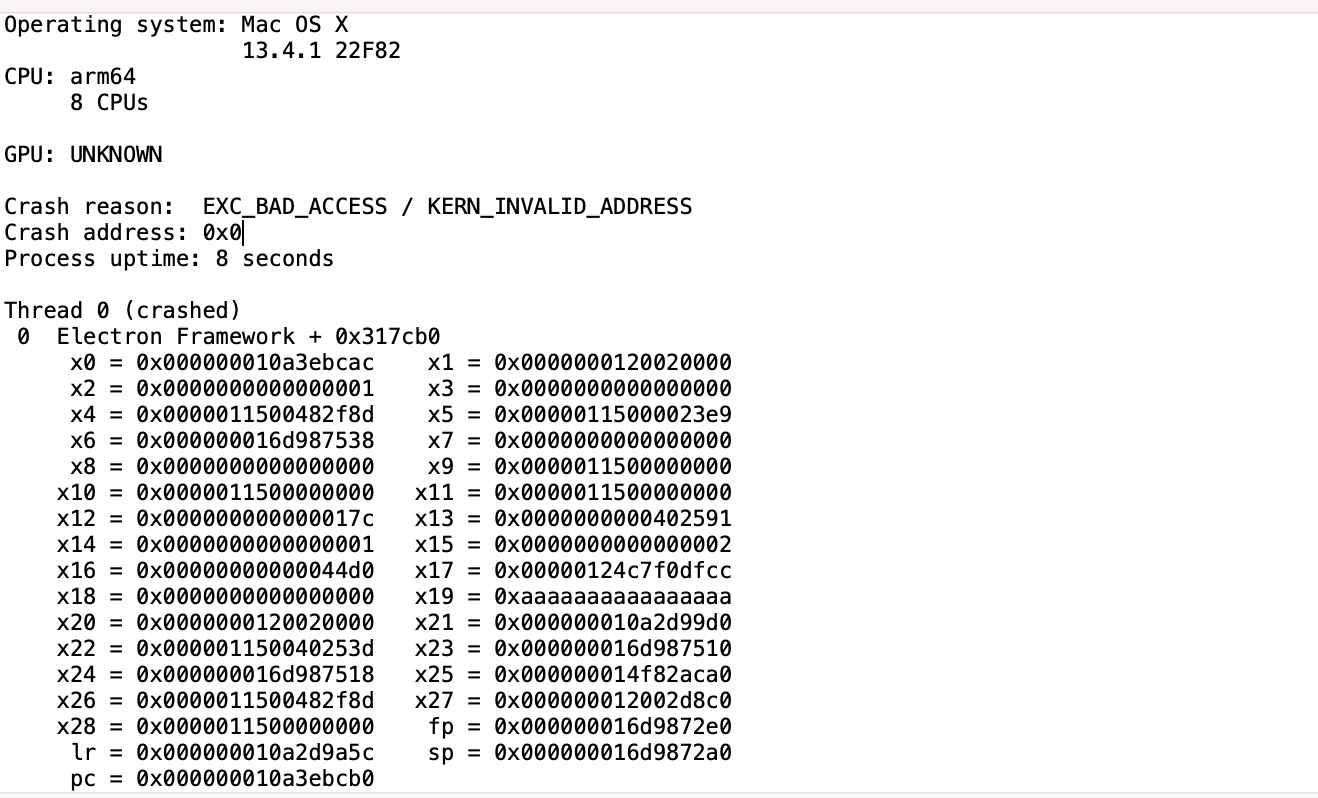 Operating system: Mac OS X
13.4.1 22F82
CPU: arm64
8 CPUs
GPU: UNKNOWN
Crash reason:  EXC_BAD_ACCESS / KERN_INVALID_ADDRESS
Crash address: 0x0
Process uptime: 8 seconds
Thread 0 (crashed)
0  Electron Framework + 0x317cb0
x0 = 0x000000010a3ebcac    x1 = 0x0000000120020000
x2 = 0x0000000000000001    x3 = 0x0000000000000000
x4 = 0x0000011500482f8d    x5 = 0x00000115000023e9
x6 = 0x000000016d987538    x7 = 0x0000000000000000
x8 = 0x0000000000000000    x9 = 0x0000011500000000
x10 = 0x0000011500000000   x11 = 0x0000011500000000
x12 = 0x000000000000017c   x13 = 0x0000000000402591
x14 = 0x0000000000000001   x15 = 0x0000000000000002
x16 = 0x00000000000044d0   x17 = 0x00000124c7f0dfcc
x18 = 0x0000000000000000   x19 = 0xaaaaaaaaaaaaaaaa
x20 = 0x0000000120020000   x21 = 0x000000010a2d99d0
x22 = 0x000001150040253d   x23 = 0x000000016d987510
x24 = 0x000000016d987518   x25 = 0x000000014f82aca0
x26 = 0x0000011500482f8d   x27 = 0x000000012002d8c0
x28 = 0x0000011500000000    fp = 0x000000016d9872e0
lr = 0x000000010a2d9a5c    sp = 0x000000016d9872a0
pc = 0x000000010a3ebcb0